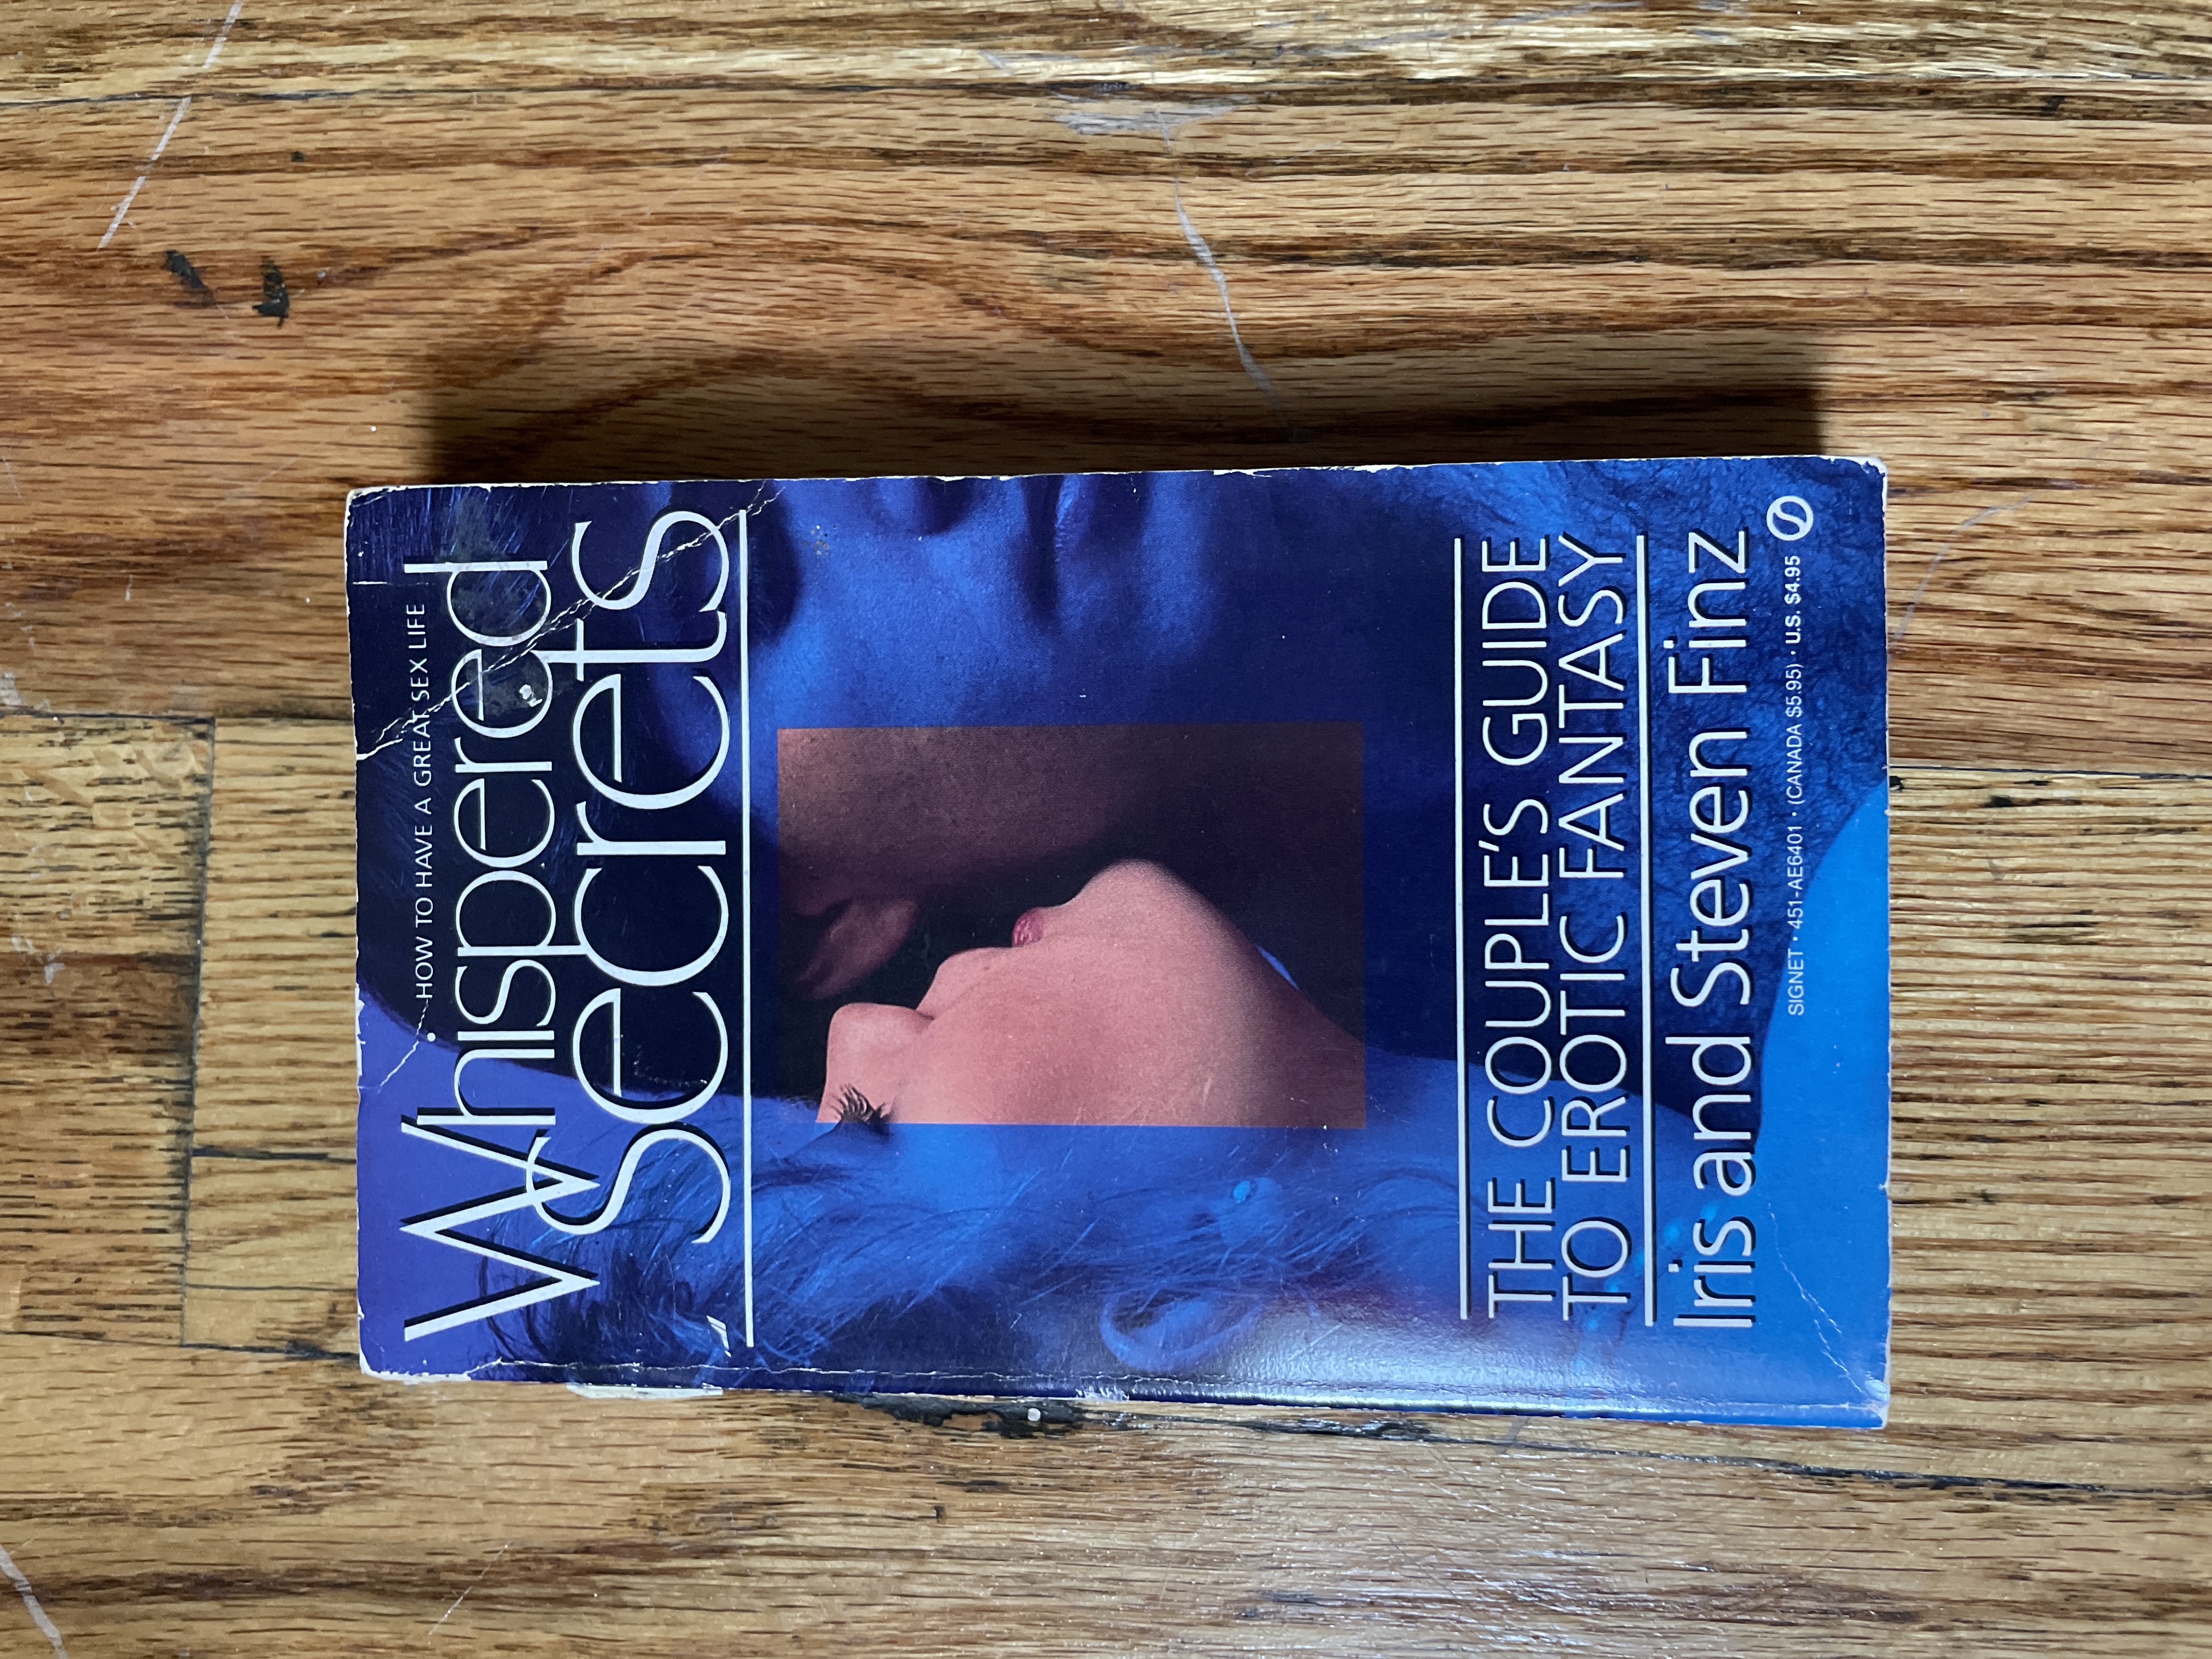 HOW TO HAVE A GREAT SEX LIFE
Whispered
Secrets
THE COUPLE'S GUIDE
TO EROTIC FANTASY
Iris and Steven Finz
SIGNET • 451-AE6401 • (CANADA $5.95) • U.S. $4.95